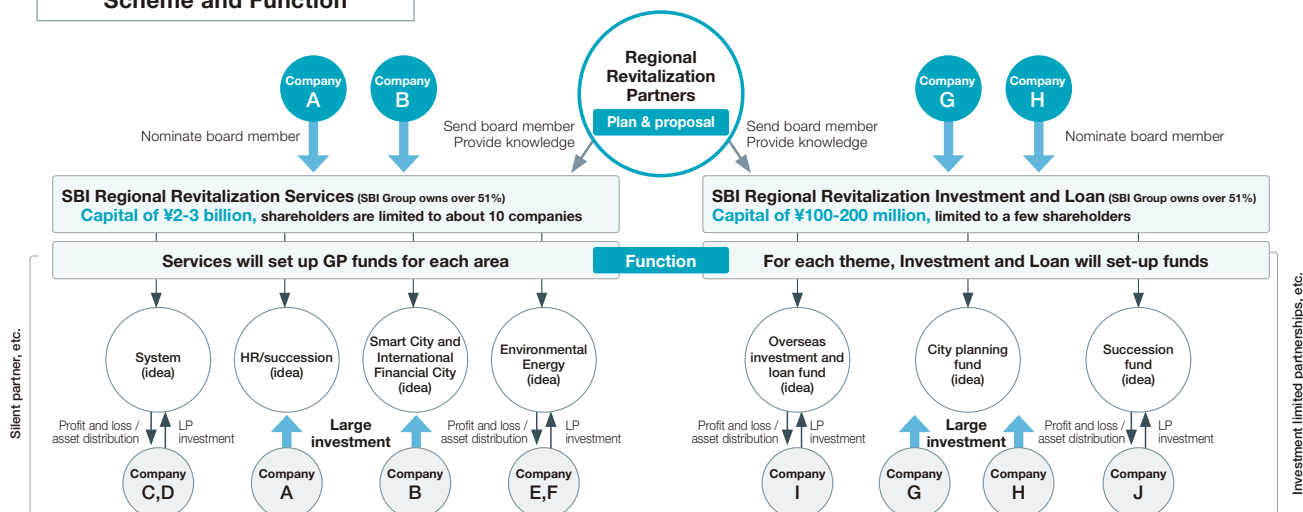 Scheme and Function
Regional
Revitalization
Partners
Plan & proposal
Company
A
Company
B
Company
G
Company
H
Nominate board member
Send board member
Provide knowledge
Send board member
Provide knowledge
Nominate board member
SBI Regional Revitalization Services (SBI Group owns over 51%)
Capital of ¥2-3 billion, shareholders are limited to about 10 companies
SBI Regional Revitalization Investment and Loan (SBI Group owns over 51%)
Capital of ¥100-200 million, limited to a few shareholders
Services will set up GP funds for each area
Function
For each theme, Investment and Loan will set-up funds
Silent partner, etc.
System
(idea)
HR/succession
(idea)
Smart City and
International
Financial City
(idea)
Environmental
Energy
(idea)
Overseas
investment and
loan fund
(idea)
City planning
fund
(idea)
Succession
fund
(idea)
Investment limited partnerships, etc.
Profit and loss /
asset distribution
LP
investment
Large
investment
Profit and loss /
asset distribution
LP
investment
Profit and loss /
asset distribution
LP
investment
Large
investment
Profit and loss /
asset distribution
LP
investment
Company
C,D
Company
A
Company
B
Company
E,F
Company
I
Company
G
Company
H
Company
J